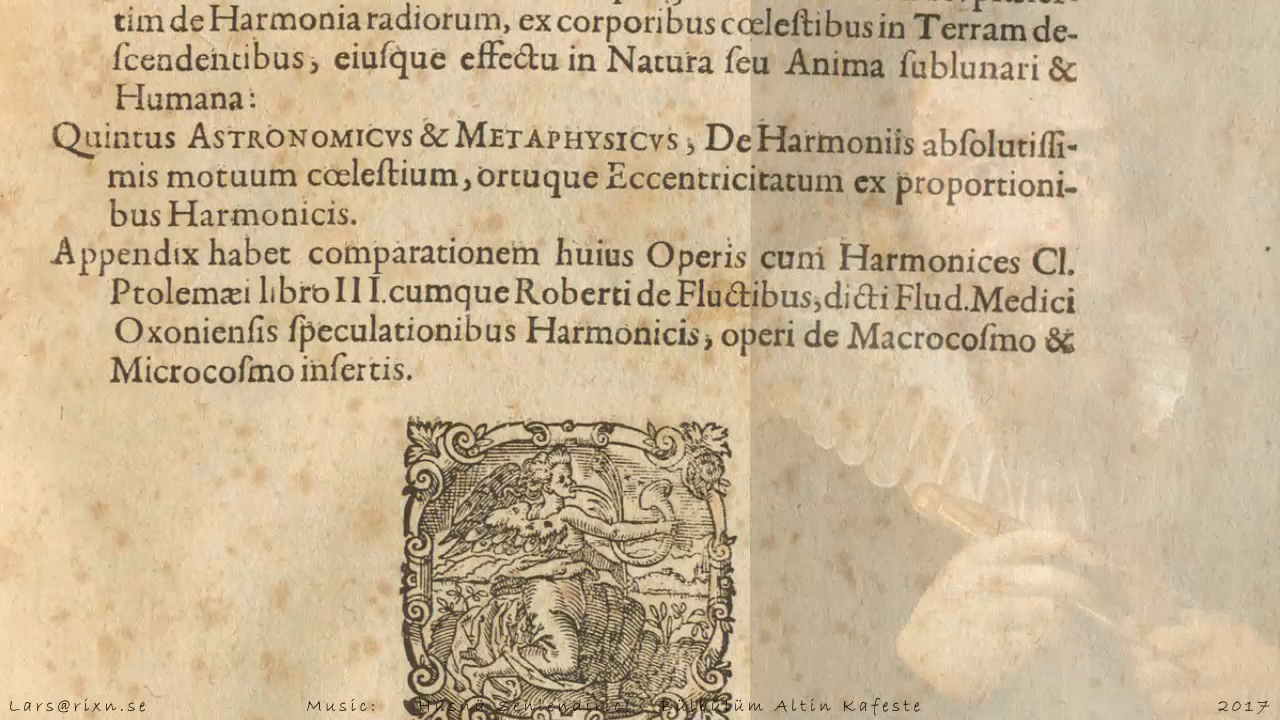 tim de Harmonia radiorum, ex corporibus cœleſtibus in Terram de-
ſcendentibus, eiuſque effectu in Natura ſeu Anima ſublunari &
Humana:
Quintus ASTRONOMICVS & METAPHYSICVS, De Harmoniis abſolutiſſi-
mis motuum cœleſtium, ortuque Eccentricitatum ex proportioni-
bus Harmonicis.
Appendix habet comparationem huius Operis cum Harmonices Cl.
Ptolemæi libro III. cumque Roberti de Fluctibus, dicti Flud. Medici
Oxonienſis ſpeculationibus Harmonicis, operi de Macrocoſmo &
Microcoſmo inſertis.
Lars@rixn.se Music: Altin Kafeste 2017